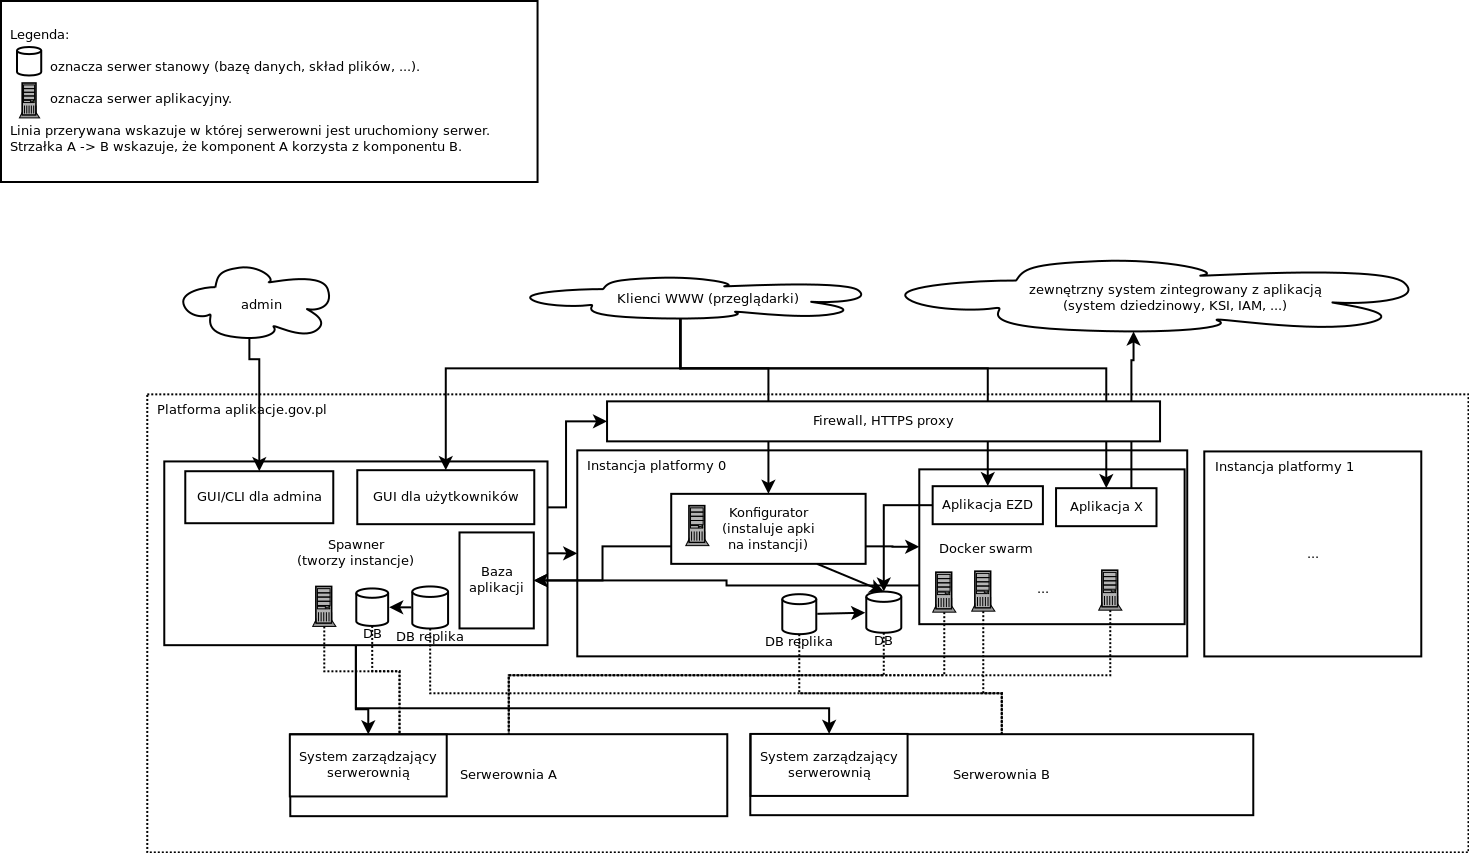 Legenda:
oznacza serwer stanowy (bazę danych, skład plików, ...).
oznacza serwer aplikacyjny.
Linia przerywana wskazuje w której serwerowni jest uruchomiony serwer.
Strzałka A -> B wskazuje, że komponent A korzysta z komponentu B.
admin
Klienci WWW (przeglądarki)
zewnętrzny system zintegrowany z aplikacją
(system dziedzinowy, KSI, IAM, ...)
Platforma aplikacje.gov.pl
Firewall, HTTPS proxy
GUI/CLI dla admina
GUI dla użytkowników
Spawner
(tworzy instancje)
Baza
aplikacji
DB
DB replika
Instancja platformy 0
Konfigurator
(instaluje apki
na instancji)
Aplikacja EZD
Aplikacja X
Docker swarm
...
DB replika
DB
Instancja platformy 1
...
System zarządzający
serwerownią
Serwerownia A
System zarządzający
serwerownią
Serwerownia B